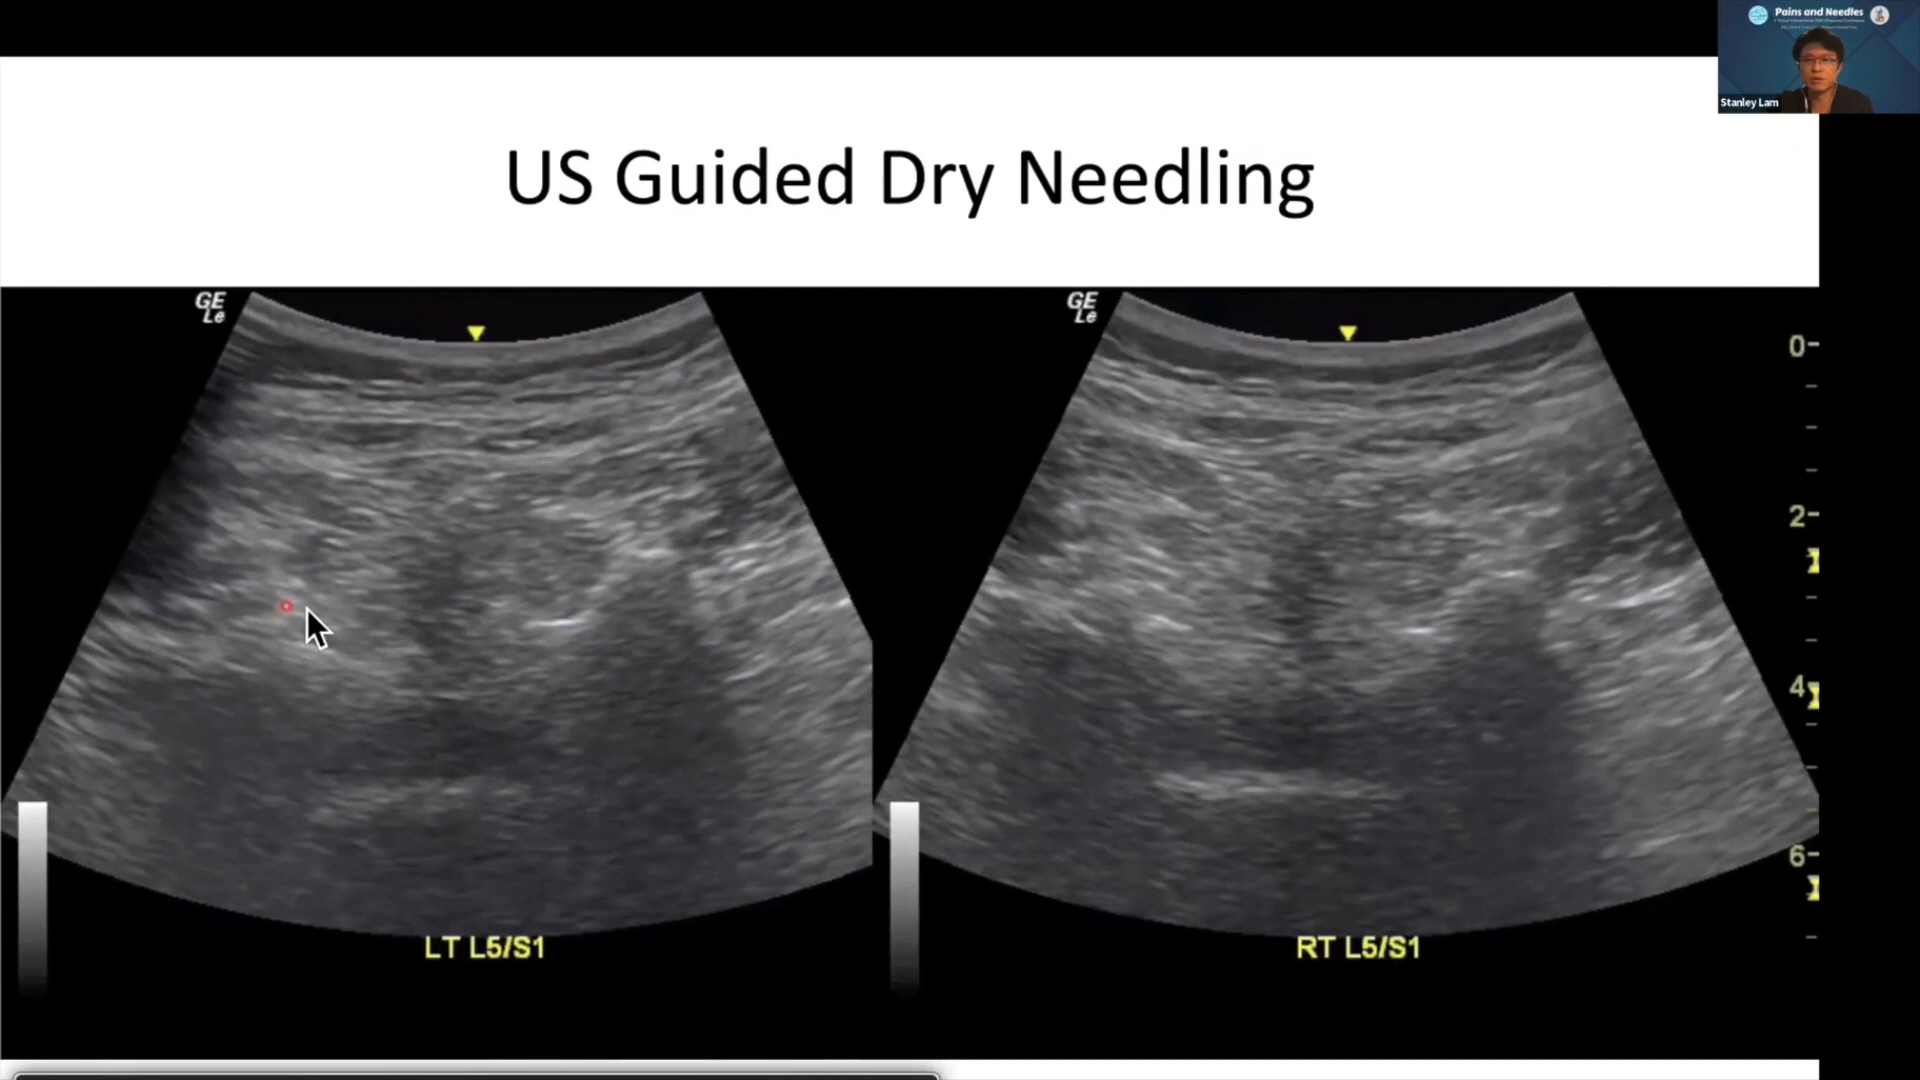 Pains and Needles
Stanley Lam
US Guided Dry Needling
GE
Le
GE
Le
0
2
4
6
LT L5/S1
RT L5/S1